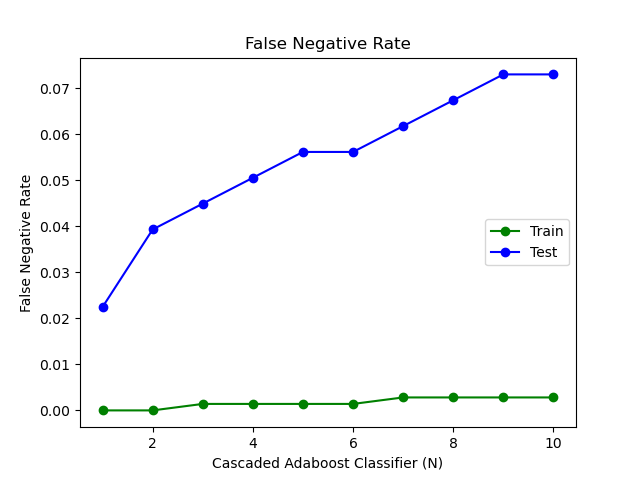 False Negative Rate
False Negative Rate
0.07
0.06
0.05
0.04
0.03
0.02
0.01
0.00
Train
Test
2
4
6
8
10
Cascaded Adaboost Classifier (N)